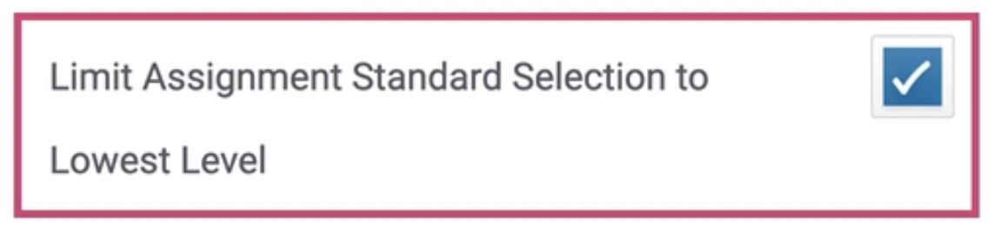 Limit Assignment Standard Selection to
Lowest Level